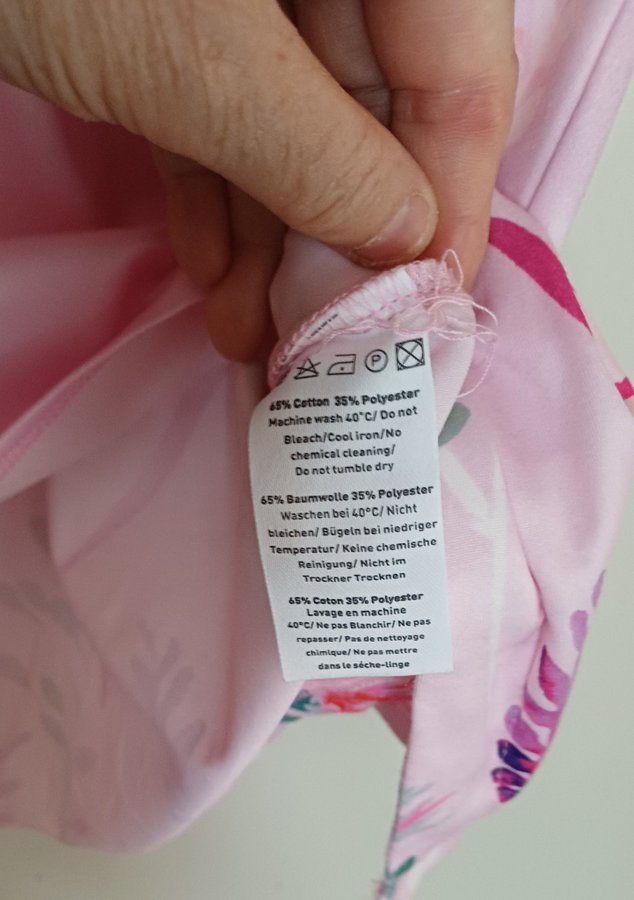 P
65% Cotton 35% Polyester
Machine wash 40°C/ Do not
Bleach/Cool iron/No
chemical cleaning/
Do not tumble dry
65% Baumwolle 35% Polyester
Waschen bei 40°C/ Nicht
bleichen/ Bügeln bei niedriger
Temperatur/ Keine chemische
Reinigung/ Nicht im
Trockner Trocknen
65% Coton 35% Polyester
Lavage en machine
40°C/ Ne pas Blanchir/ Ne pas
repasser/ Pas de nettoyage
chimique/ Ne pas mettre
dans le séche-linge